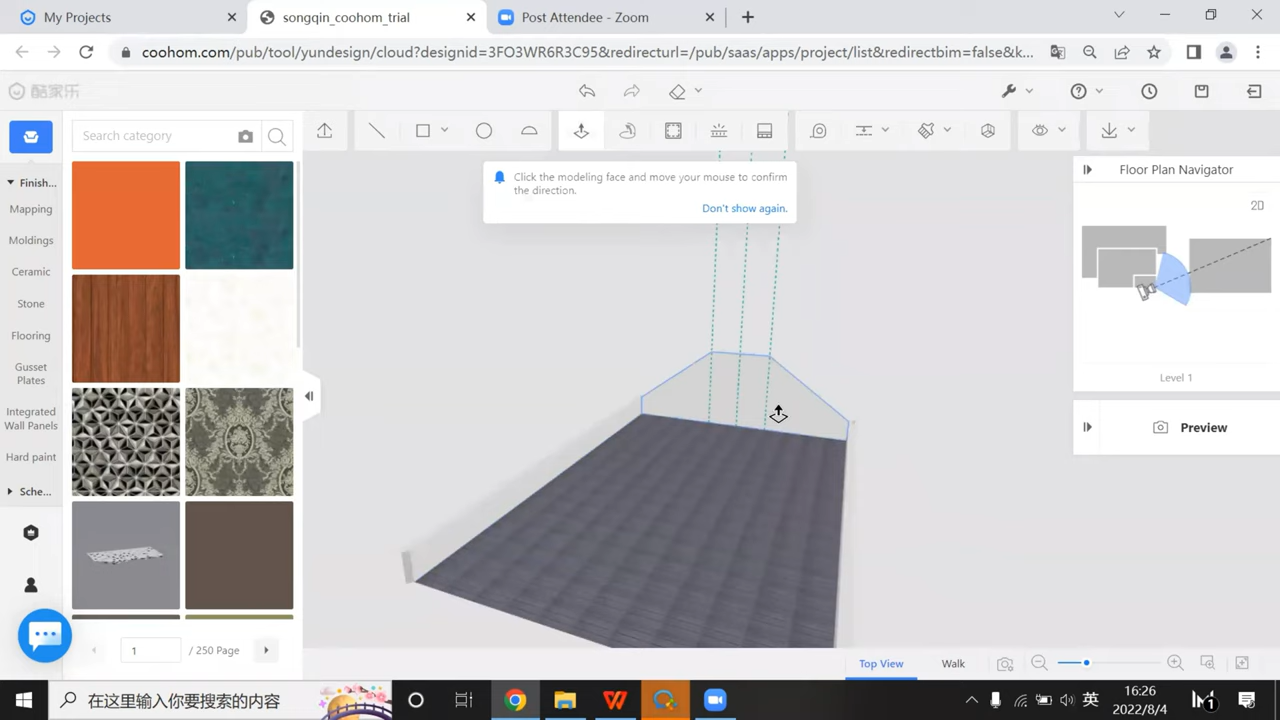 My Projects
songqin_coohom_trial
Post Attendee - Zoom
coohom.com/pub/tool/yundesign/cloud?designid=3FO3WR6R3C95&redirecturl=/pub/saas/apps/project/list&redirectbim=false&k...
酷家乐
Search category
Finish...
Mapping
Moldings
Ceramic
Stone
Flooring
Gusset
Plates
Integrated
Wall Panels
Hard paint
Sche...
1
/ 250 Page
Click the modeling face and move your mouse to confirm
the direction.
Don't show again.
Floor Plan Navigator
2D
Level 1
Preview
Top View
Walk
在这里输入你要搜索的内容
英
16:26
2022/8/4
1